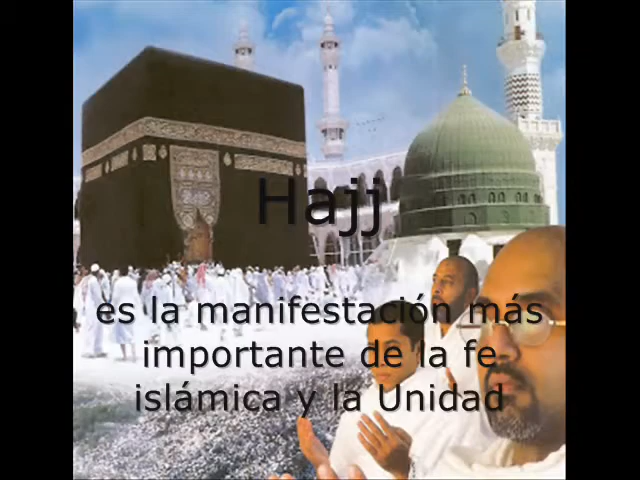 Hajj
es la manifestación más
importante de la fe
islámica y la Unidad